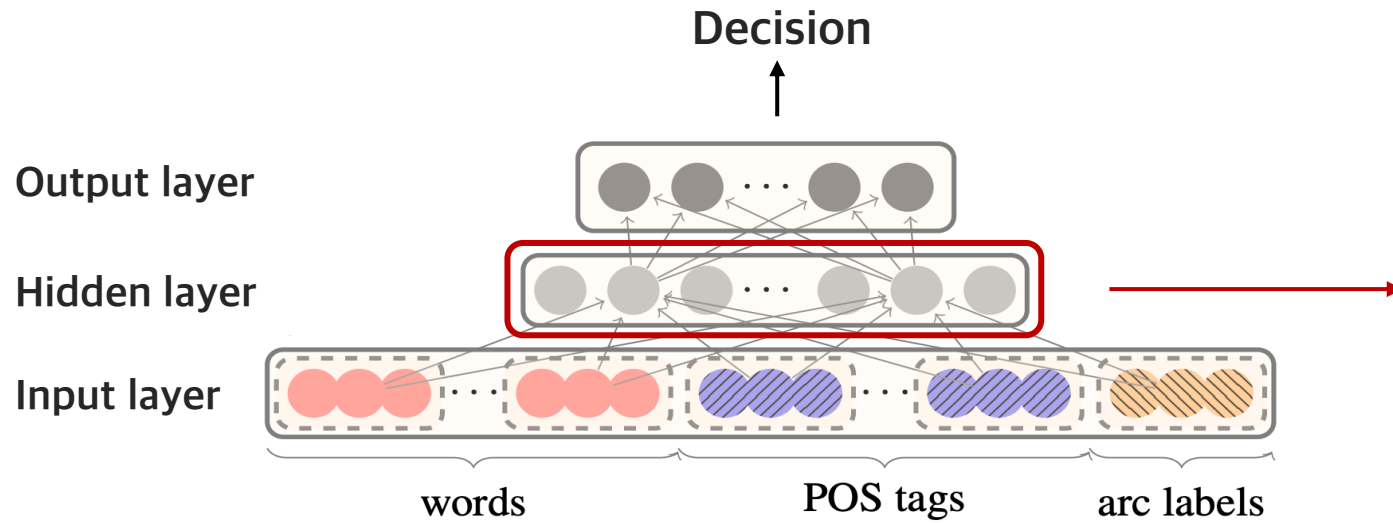 Decision
Output layer
Hidden layer
Input layer
words
POS tags
arc labels